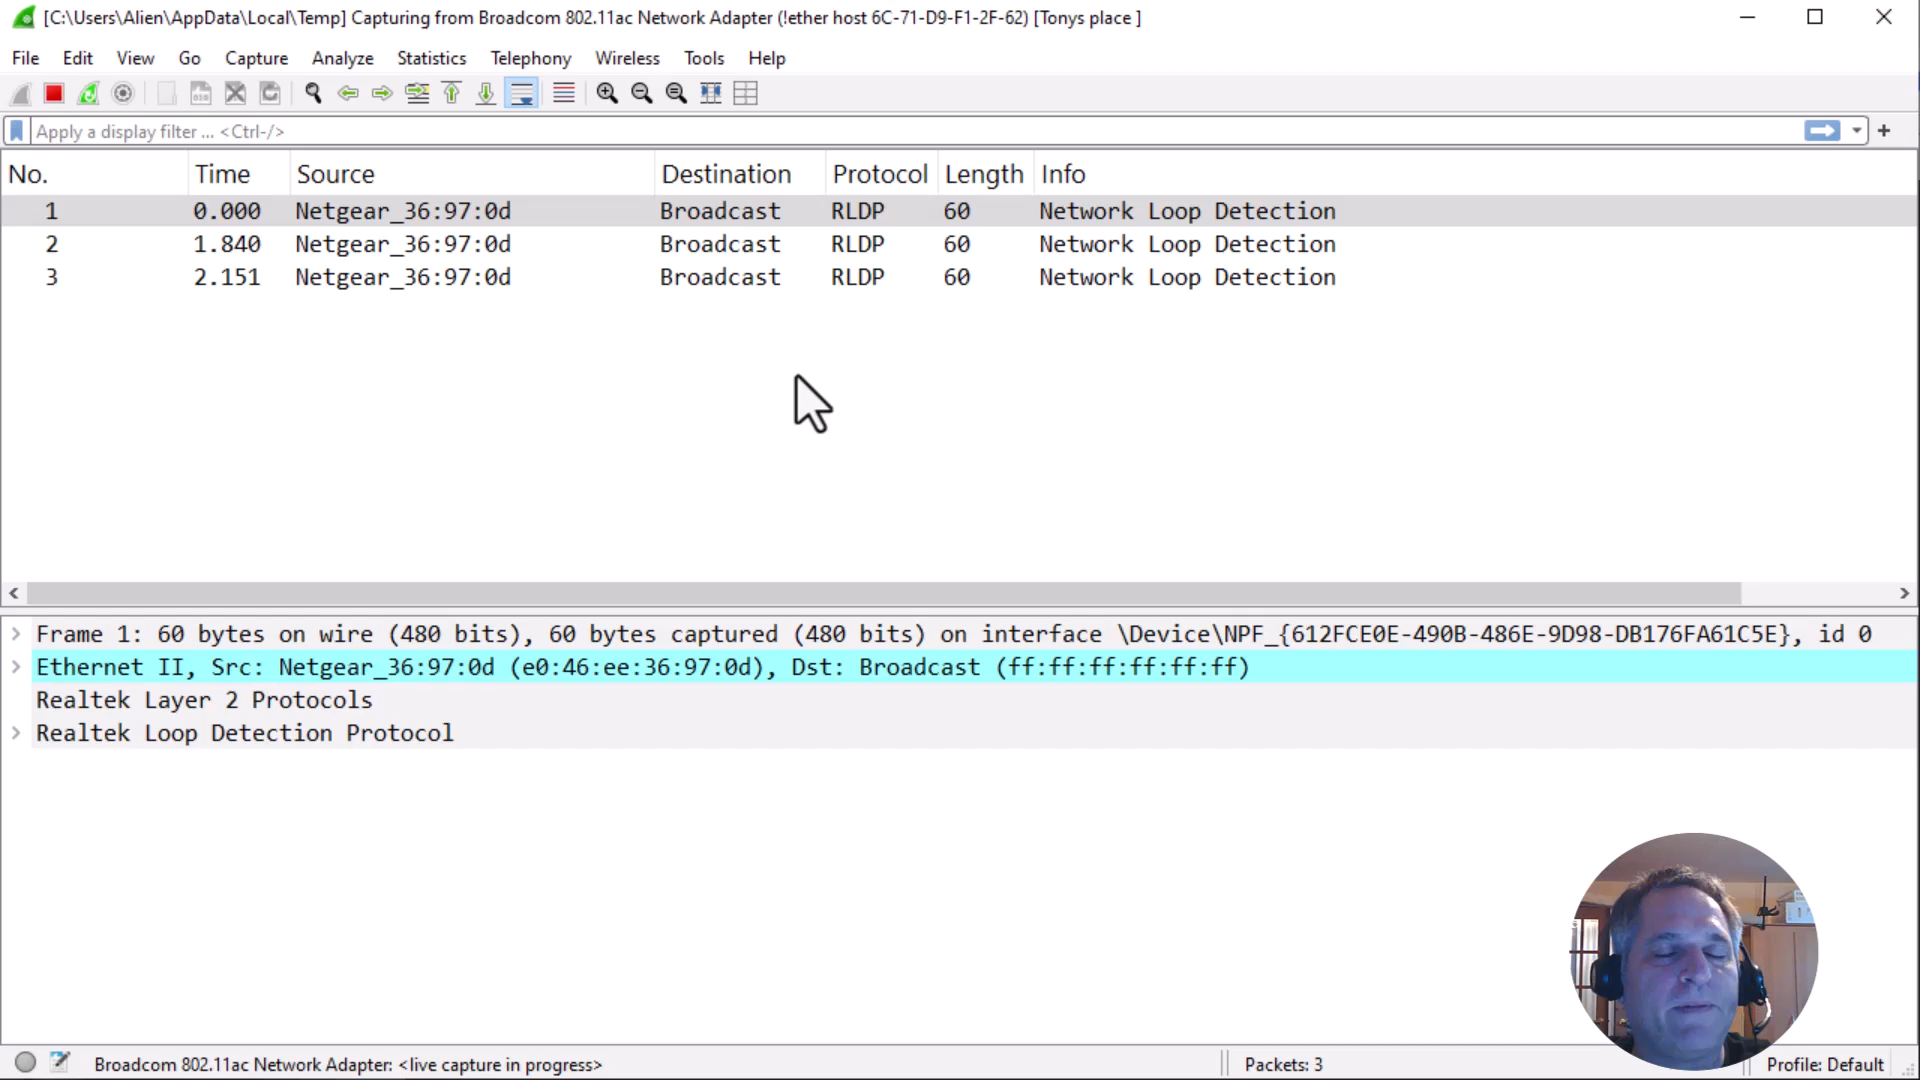 [C:\Users\Alien\AppData\Local\Temp] Capturing from Broadcom 802.11ac Network Adapter (!ether host 6C-71-D9-F1-2F-62) [Tonys place ]
File Edit View Go Capture Analyze Statistics Telephony Wireless Tools Help
Apply a display filter ... <Ctrl-/>
No. Time Source Destination Protocol Length Info
1 0.000 Netgear_36:97:0d Broadcast RLDP 60 Network Loop Detection
2 1.840 Netgear_36:97:0d Broadcast RLDP 60 Network Loop Detection
3 2.151 Netgear_36:97:0d Broadcast RLDP 60 Network Loop Detection
Frame 1: 60 bytes on wire (480 bits), 60 bytes captured (480 bits) on interface \Device\NPF_{612FCE0E-490B-486E-9D98-DB176FA61C5E}, id 0
Ethernet II, Src: Netgear_36:97:0d (e0:46:ee:36:97:0d), Dst: Broadcast (ff:ff:ff:ff:ff:ff)
Realtek Layer 2 Protocols
Realtek Loop Detection Protocol
Broadcom 802.11ac Network Adapter: <live capture in progress> Packets: 3 Profile: Default